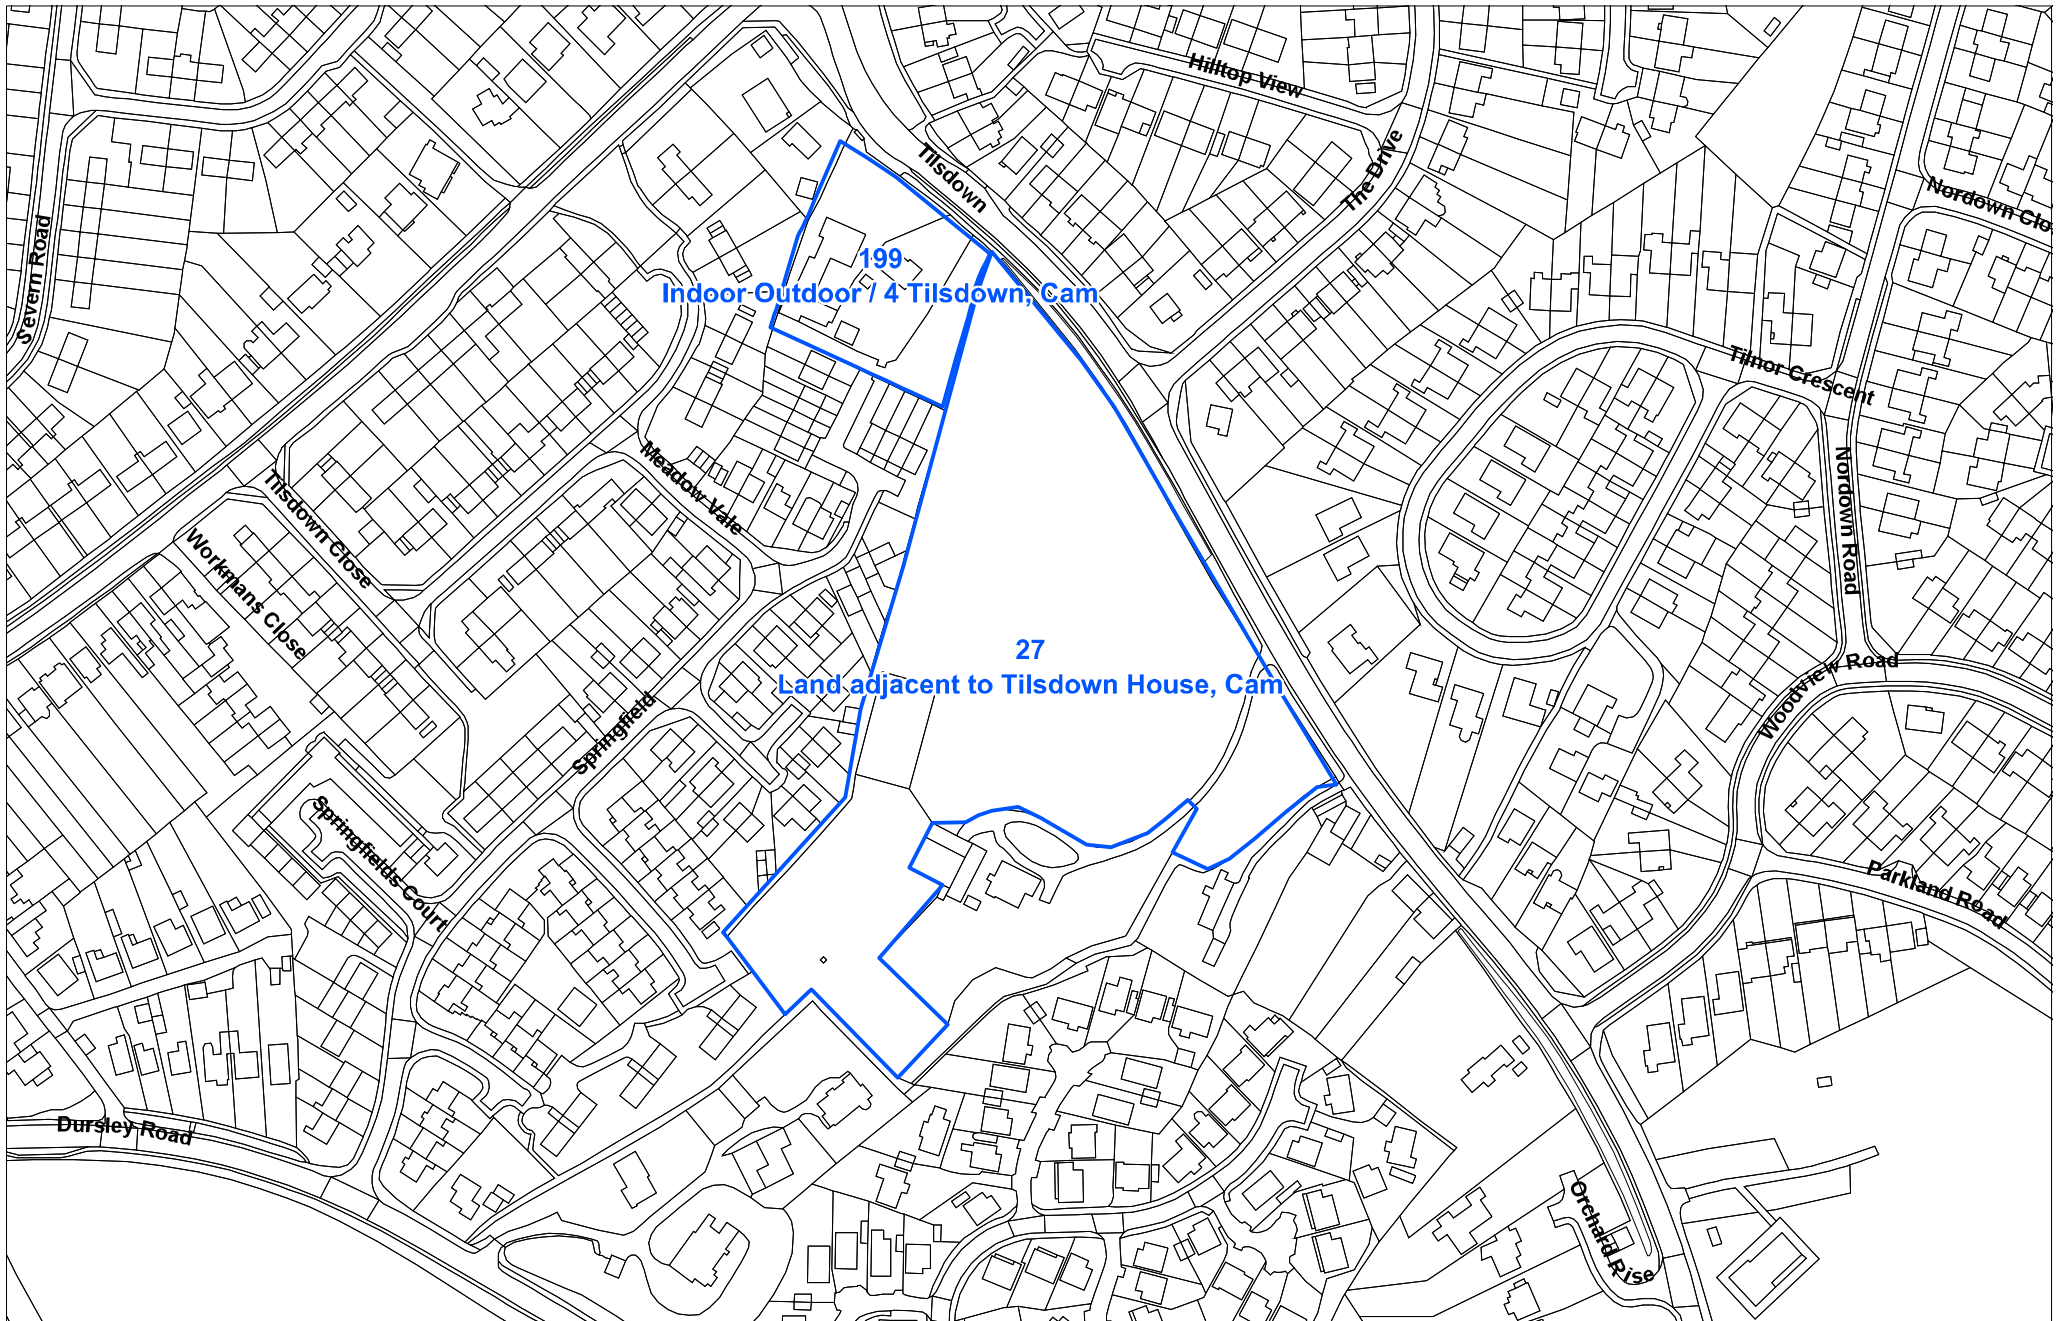 Hilltop View
Tilsdown
The Drive
Nordown Clo
Severn Road
199
Indoor Outdoor / 4 Tilsdown, Cam
Tilnor Crescent
Meadow Vale
Tilsdown Close
Nordown Road
Workmans Close
27
Land adjacent to Tilsdown House, Cam
Woodview Road
Springfield
Springfields Court
Parkland Road
Dursley Road
Orchard Rise